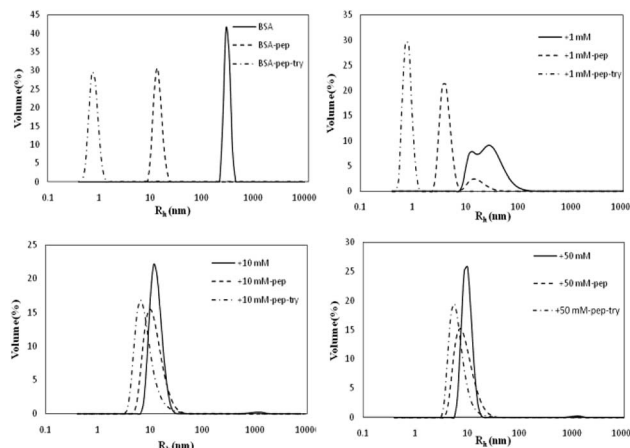 45
40
35
30
25
20
15
10
5
0
Volume(%)
BSA
BSA-pep
BSA-pep-try
0.1 1 10 100 1000 10000
Rh (nm)
35
30
25
20
15
10
5
0
Volume(%)
+1 mM
+1 mM-pep
+1 mM-pep-try
0.1 1 10 100 1000
Rh (nm)
25
20
15
10
5
0
Volume(%)
+10 mM
+10 mM-pep
+10 mM-pep-try
0.1 1 10 100 1000 10000
(nm)
30
25
20
15
10
5
0
Volume(%)
+50 mM
+50 mM-pep
+50 mM-pep-try
0.1 1 10 100 1000 1000
Rh (nm)